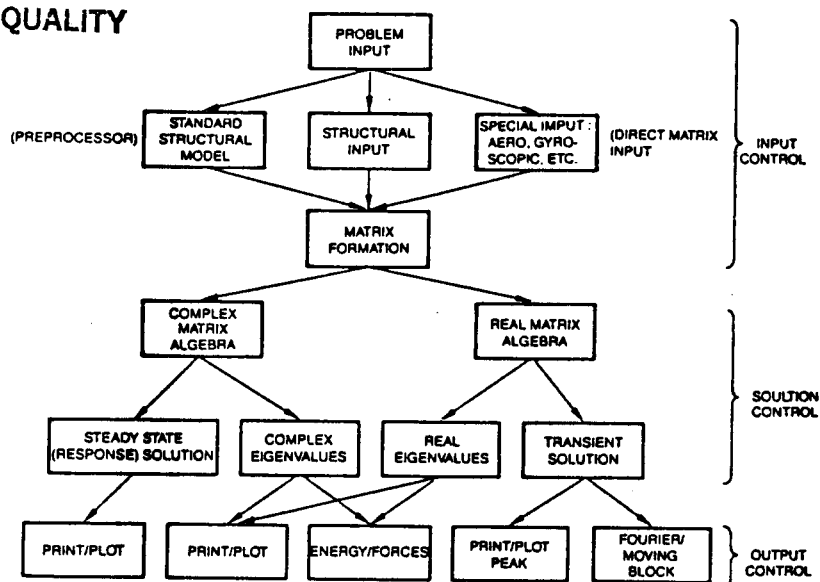 QUALITY
PROBLEM
INPUT
(PREPROCESSOR)
STANDARD
STRUCTURAL
MODEL
STRUCTURAL
INPUT
SPECIAL IMPUT :
AERO, GYRO-
SCOPIC, ETC.
(DIRECT MATRIX
INPUT
INPUT
CONTROL
MATRIX
FORMATION
COMPLEX
MATRIX
ALGEBRA
REAL MATRIX
ALGEBRA
STEADY STATE
(RESPONSE) SOLUTION
COMPLEX
EIGENVALUES
REAL
EIGENVALUES
TRANSIENT
SOLUTION
SOULTION
CONTROL
PRINT/PLOT
PRINT/PLOT
ENERGY/FORCES
PRINT/PLOT
PEAK
FOURIER/
MOVING
BLOCK
OUTPUT
CONTROL